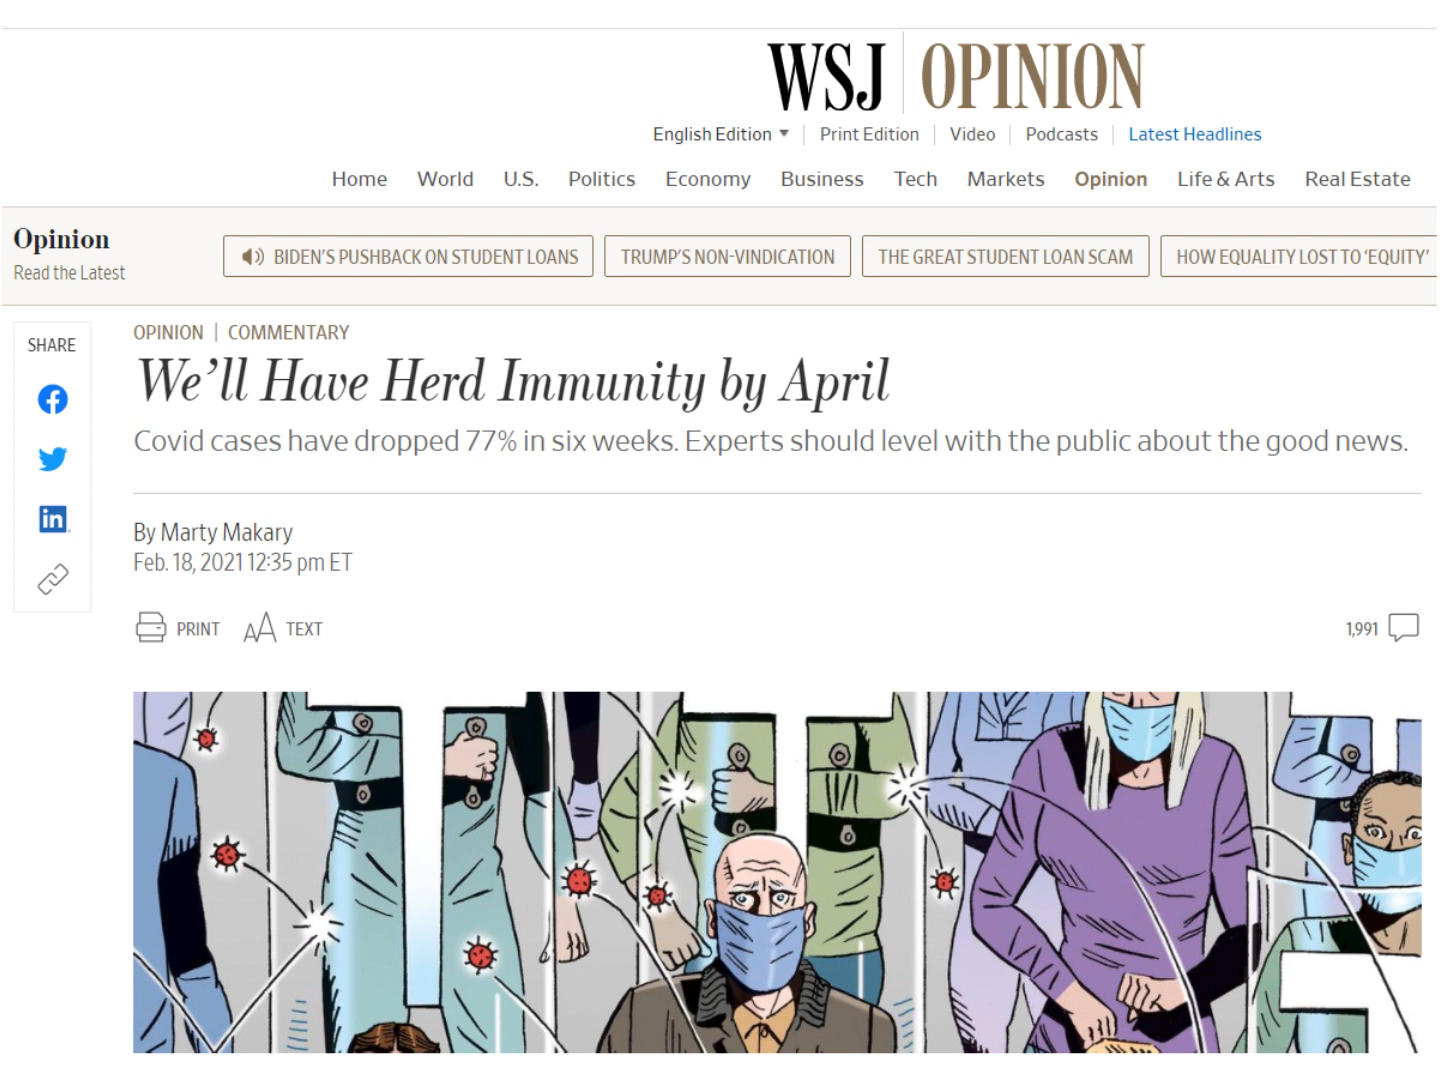 WSJ OPINION
English Edition Print Edition Video Podcasts Latest Headlines
Home World U.S. Politics Economy Business Tech Markets Opinion Life & Arts Real Estate
Opinion
Read the Latest
BIDEN'S PUSHBACK ON STUDENT LOANS TRUMP'S NON-VINDICATION THE GREAT STUDENT LOAN SCAM HOW EQUALITY LOST TO 'EQUITY'
SHARE
OPINION | COMMENTARY
We'll Have Herd Immunity by April
Covid cases have dropped 77% in six weeks. Experts should level with the public about the good news.
By Marty Makary
Feb. 18, 2021 12:35 pm ET
PRINT AA TEXT
1,991